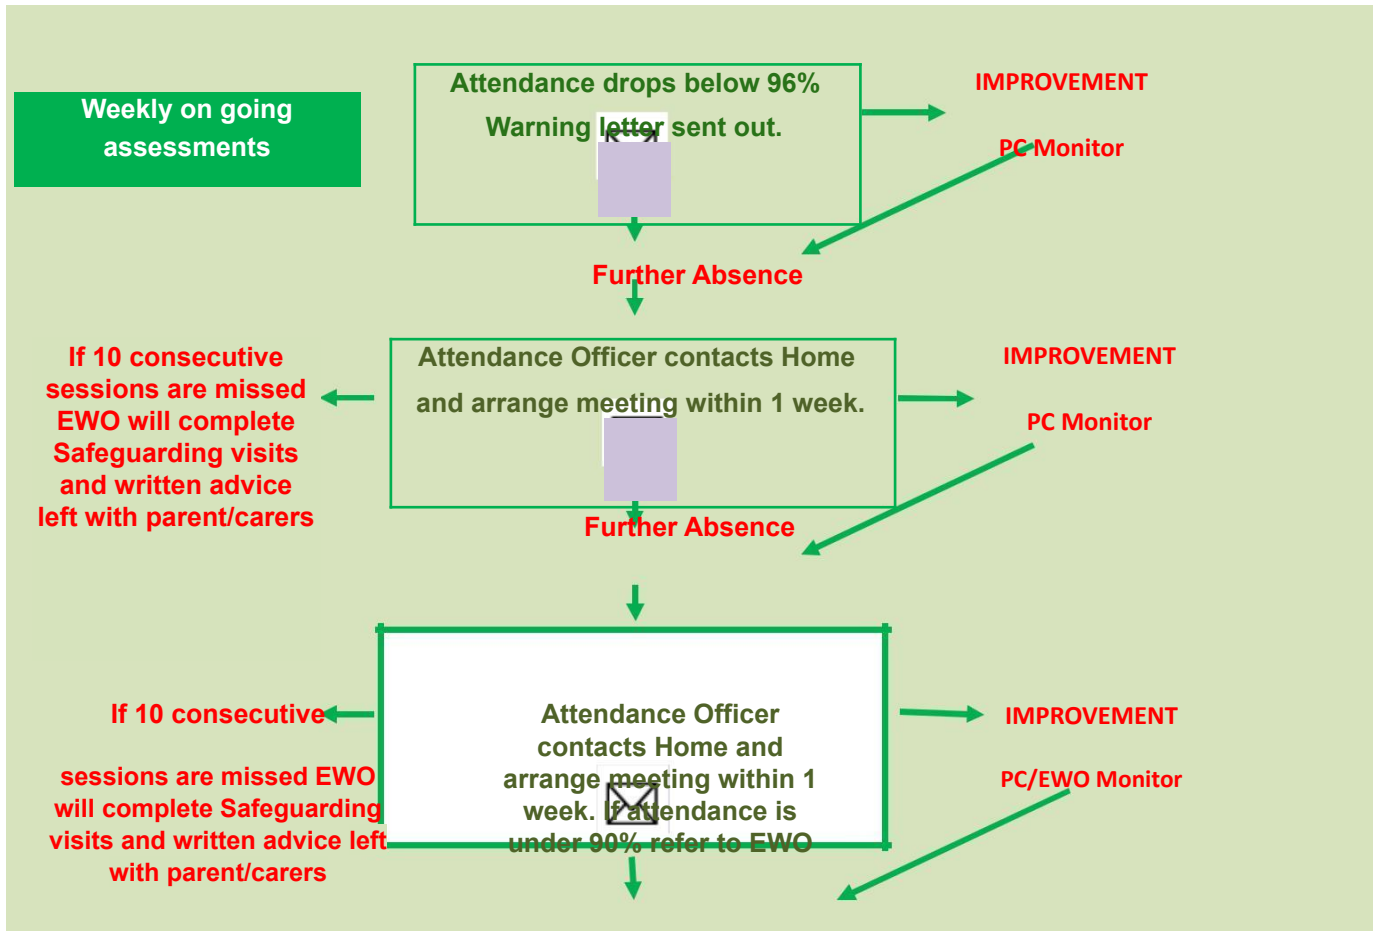 Attendance drops below 96%
Warning letter sent out.
IMPROVEMENT
PC Monitor
Weekly on going
assessments
Further Absence
If 10 consecutive
sessions are missed
EWO will complete
Safeguarding visits
and written advice
left with parent/carers
Attendance Officer contacts Home
and arrange meeting within 1 week.
IMPROVEMENT
PC Monitor
Further Absence
If 10 consecutive
sessions are missed EWO
will complete Safeguarding
visits and written advice left
with parent/carers
Attendance Officer
contacts Home and
arrange meeting within 1
week. If attendance is
under 90% refer to EWO
IMPROVEMENT
PC/EWO Monitor